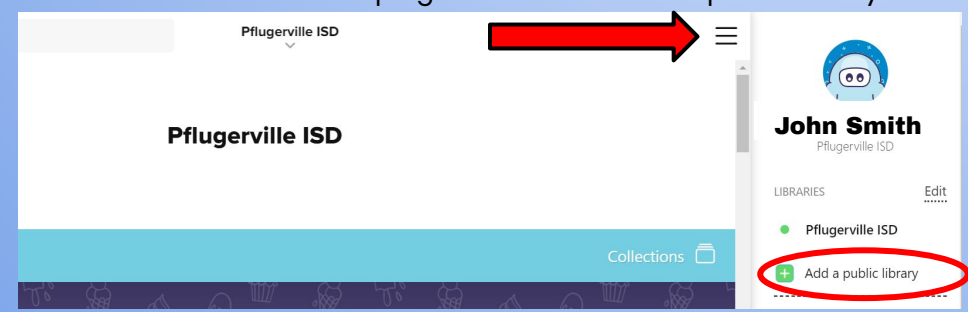 Pflugerville ISD
Pflugerville ISD
Collections
John Smith
Pflugerville ISD
LIBRARIES Edit
Pflugerville ISD
Add a public library